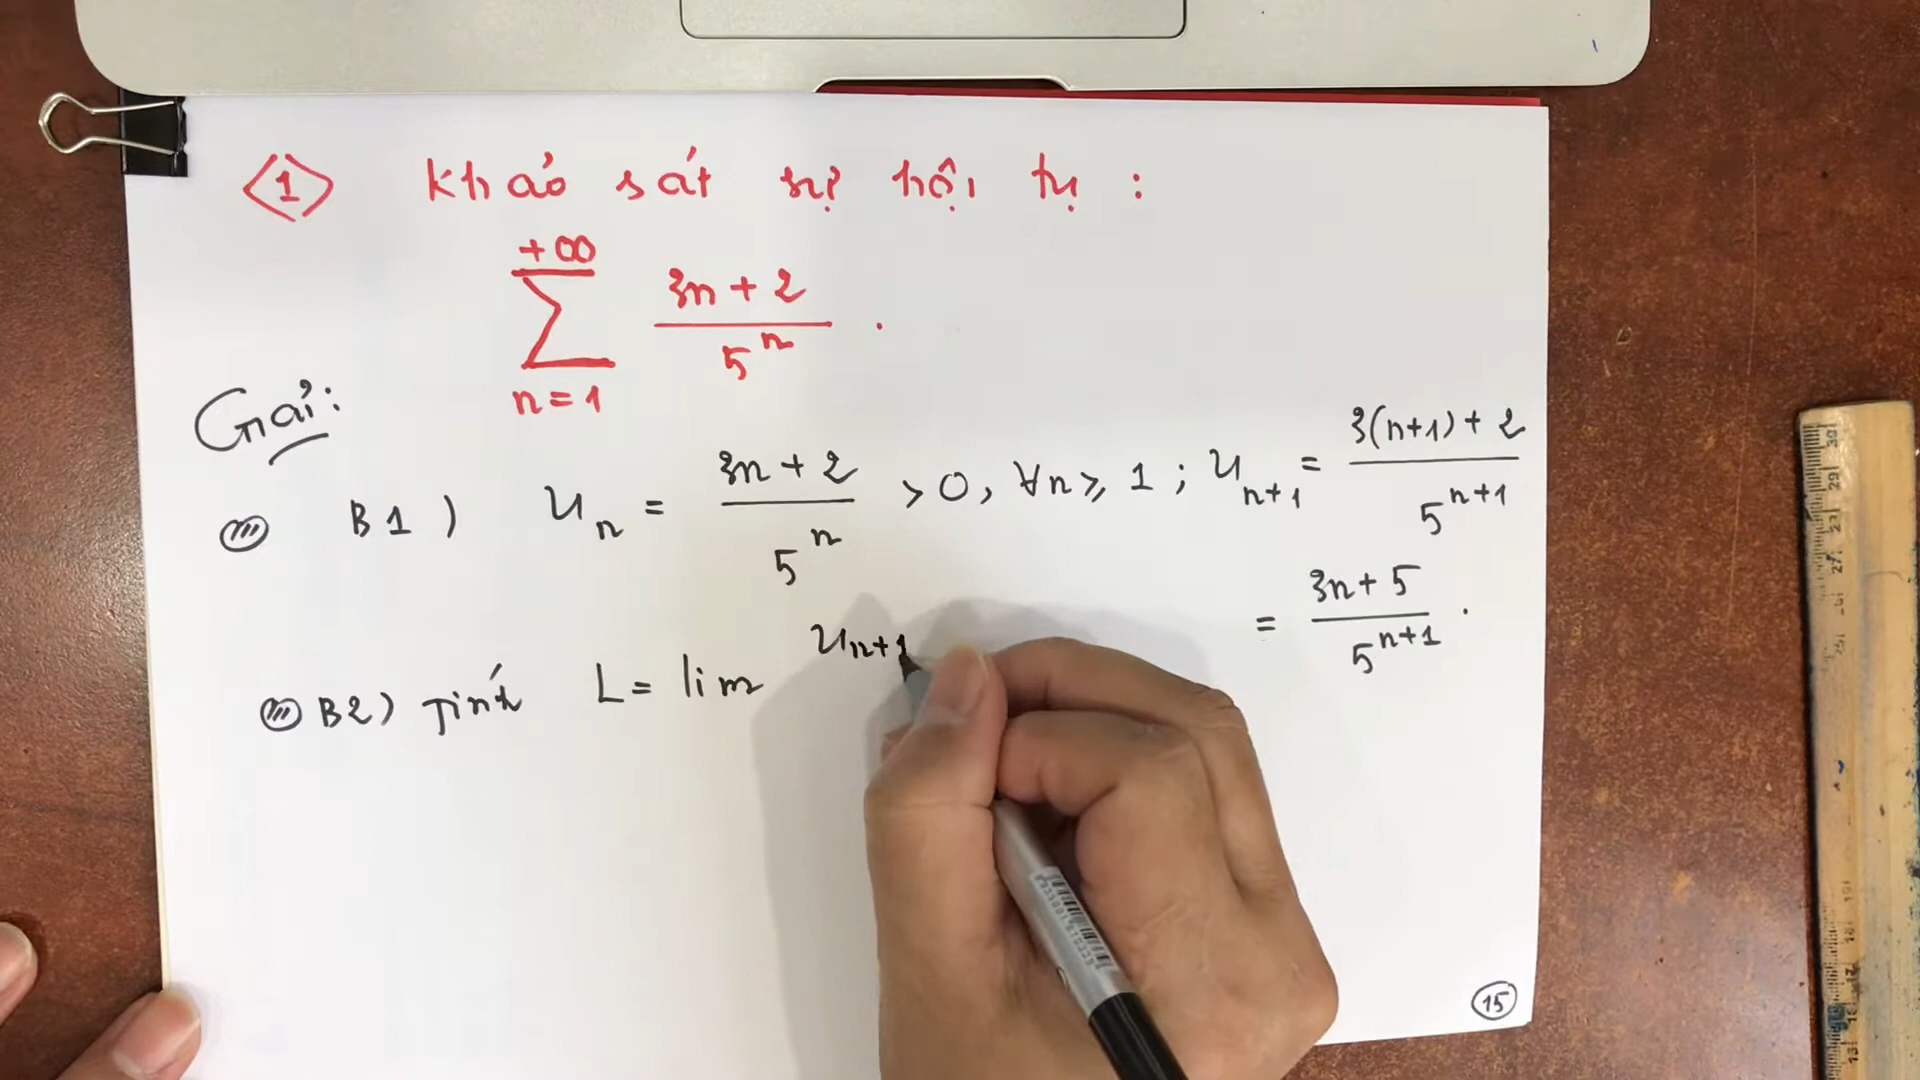 1 Khảo sát sự hội tụ :
+∞
∑ 3n + 2 / 5^n .
n = 1
Giải:
B1) u_n = 3n + 2 / 5^n > 0, ∀n ≥ 1 ; u_{n+1} = 3(n+1) + 2 / 5^{n+1}
= 3n + 5 / 5^{n+1} .
B2) Tính L = lim u_{n+1}
15